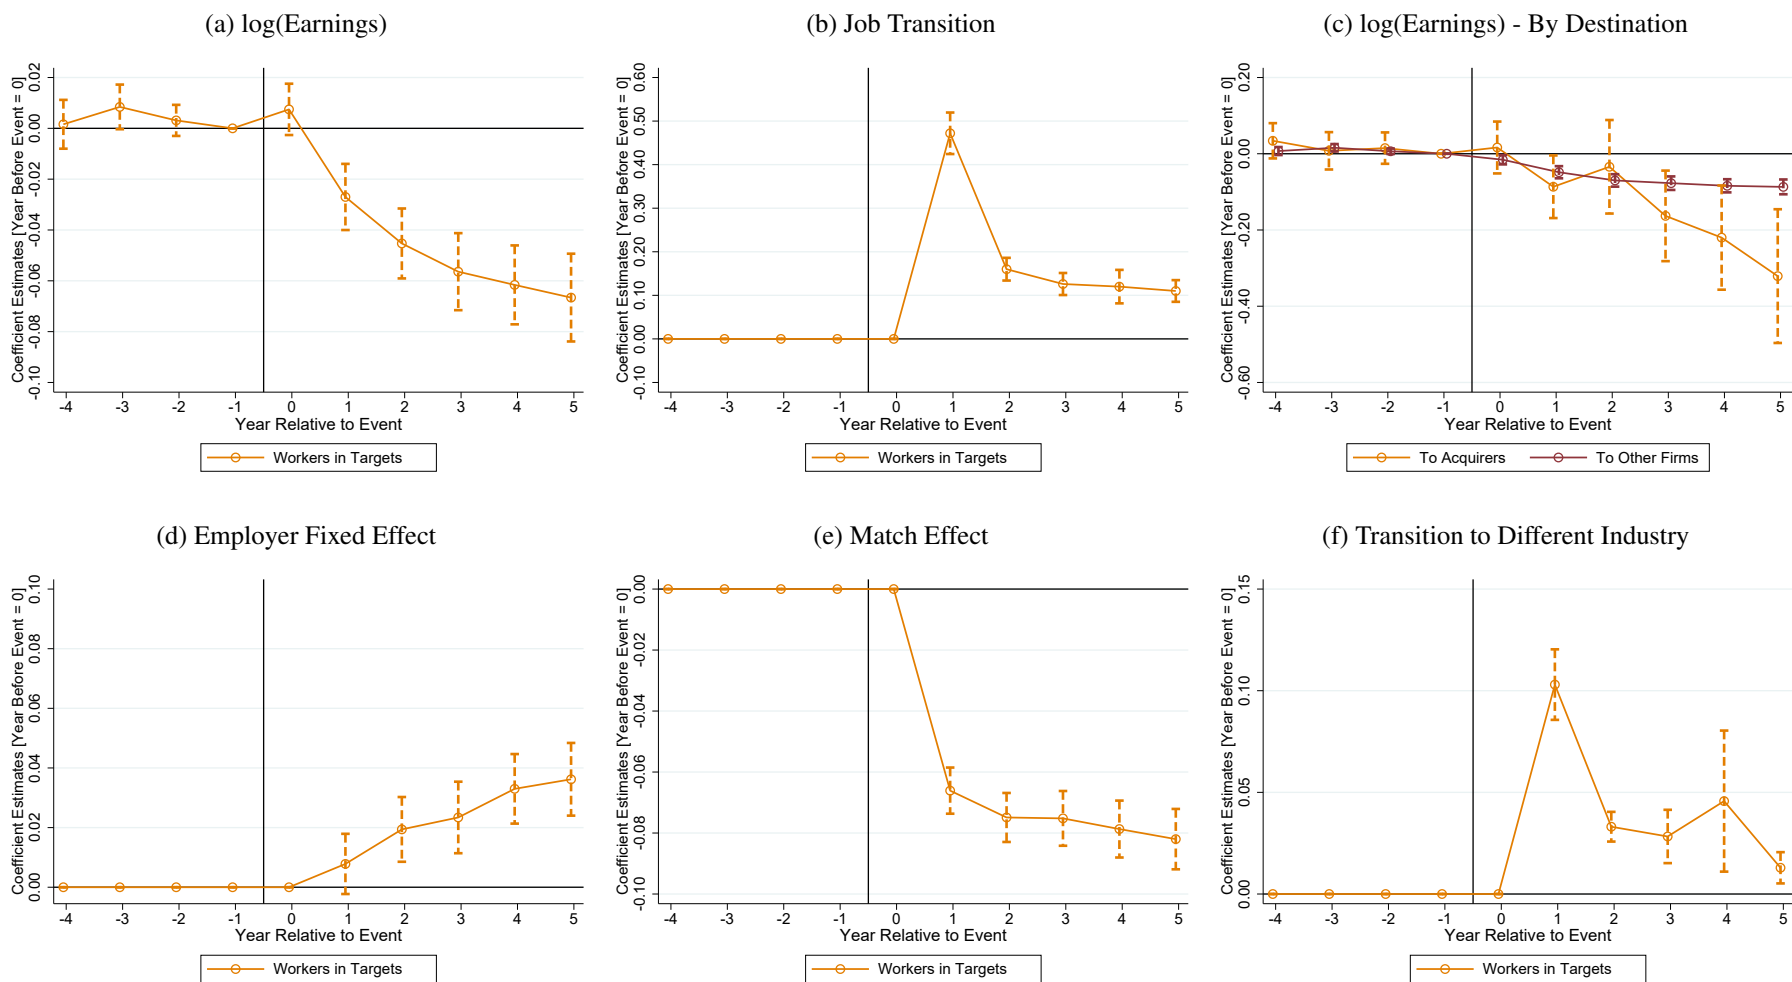 (a) log(Earnings)
Coefficient Estimates [Year Before Event = 0]
0.02
0.00
-0.02
-0.04
-0.06
-0.08
-0.10
-4 -3 -2 -1 0 1 2 3 4 5
Year Relative to Event
Workers in Targets
(b) Job Transition
Coefficient Estimates [Year Before Event = 0]
0.60
0.50
0.40
0.30
0.20
0.10
0.00
-0.10
-4 -3 -2 -1 0 1 2 3 4 5
Year Relative to Event
Workers in Targets
(c) log(Earnings) - By Destination
Coefficient Estimates [Year Before Event = 0]
0.20
0.00
-0.20
-0.40
-0.60
-4 -3 -2 -1 0 1 2 3 4 5
Year Relative to Event
To Acquirers To Other Firms
(d) Employer Fixed Effect
Coefficient Estimates [Year Before Event = 0]
0.10
0.08
0.06
0.04
0.02
0.00
-4 -3 -2 -1 0 1 2 3 4 5
Year Relative to Event
Workers in Targets
(e) Match Effect
Coefficient Estimates [Year Before Event = 0]
0.00
-0.02
-0.04
-0.06
-0.08
-0.10
-4 -3 -2 -1 0 1 2 3 4 5
Year Relative to Event
Workers in Targets
(f) Transition to Different Industry
Coefficient Estimates [Year Before Event = 0]
0.15
0.10
0.05
0.00
-4 -3 -2 -1 0 1 2 3 4 5
Year Relative to Event
Workers in Targets